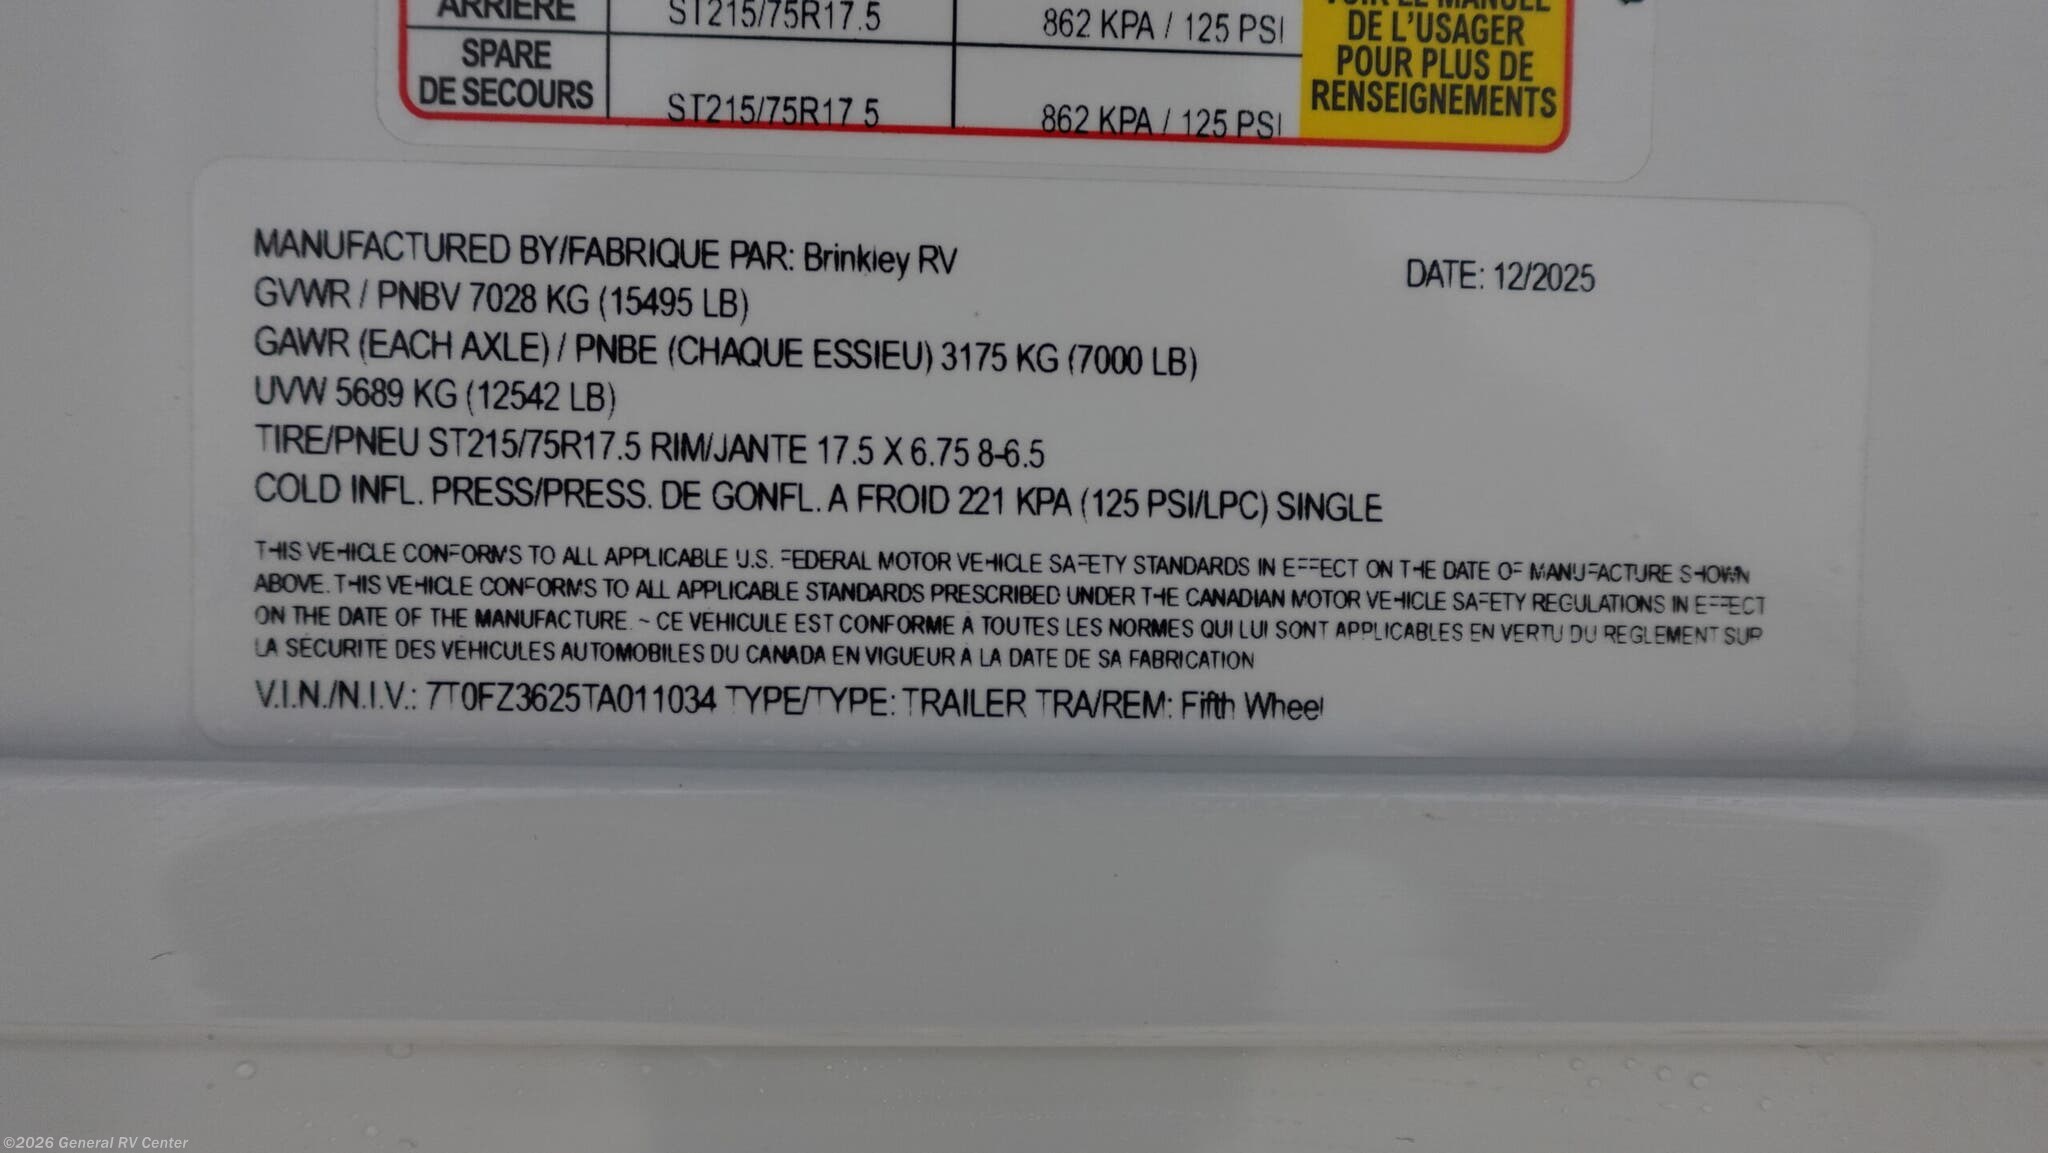 ARRIÈRE ST215/75R17.5 862 KPA / 125 PSI
SPARE
DE SECOURS ST215/75R17 5 862 KPA / 125 PSI
VOIR LE MANUEL
DE L'USAGER
POUR PLUS DE
RENSEIGNEMENTS
MANUFACTURED BY/FABRIQUE PAR: Brinkley RV DATE: 12/2025
GVWR / PNBV 7028 KG (15495 LB)
GAWR (EACH AXLE) / PNBE (CHAQUE ESSIEU) 3175 KG (7000 LB)
UVW 5689 KG (12542 LB)
TIRE/PNEU ST215/75R17.5 RIM/JANTE 17.5 X 6.75 8-6.5
COLD INFL. PRESS/PRESS. DE GONFL. A FROID 221 KPA (125 PSI/LPC) SINGLE
THIS VEHICLE CONFORMS TO ALL APPLICABLE U.S. FEDERAL MOTOR VEHICLE SAFETY STANDARDS IN EFFECT ON THE DATE OF MANUFACTURE SHOWN
ABOVE. THIS VEHICLE CONFORMS TO ALL APPLICABLE STANDARDS PRESCRIBED UNDER THE CANADIAN MOTOR VEHICLE SAFETY REGULATIONS IN EFFECT
ON THE DATE OF THE MANUFACTURE. ~ CE VÉHICULE EST CONFORME À TOUTES LES NORMES QUI LUI SONT APPLICABLES EN VERTU DU RÈGLEMENT SUR
LA SÉCURITÉ DES VÉHICULES AUTOMOBILES DU CANADA EN VIGUEUR À LA DATE DE SA FABRICATION
V.I.N./N.I.V.: 7T0FZ3625TA011034 TYPE/TYPE: TRAILER TRA/REM: Fifth Wheel
©2026 General RV Center